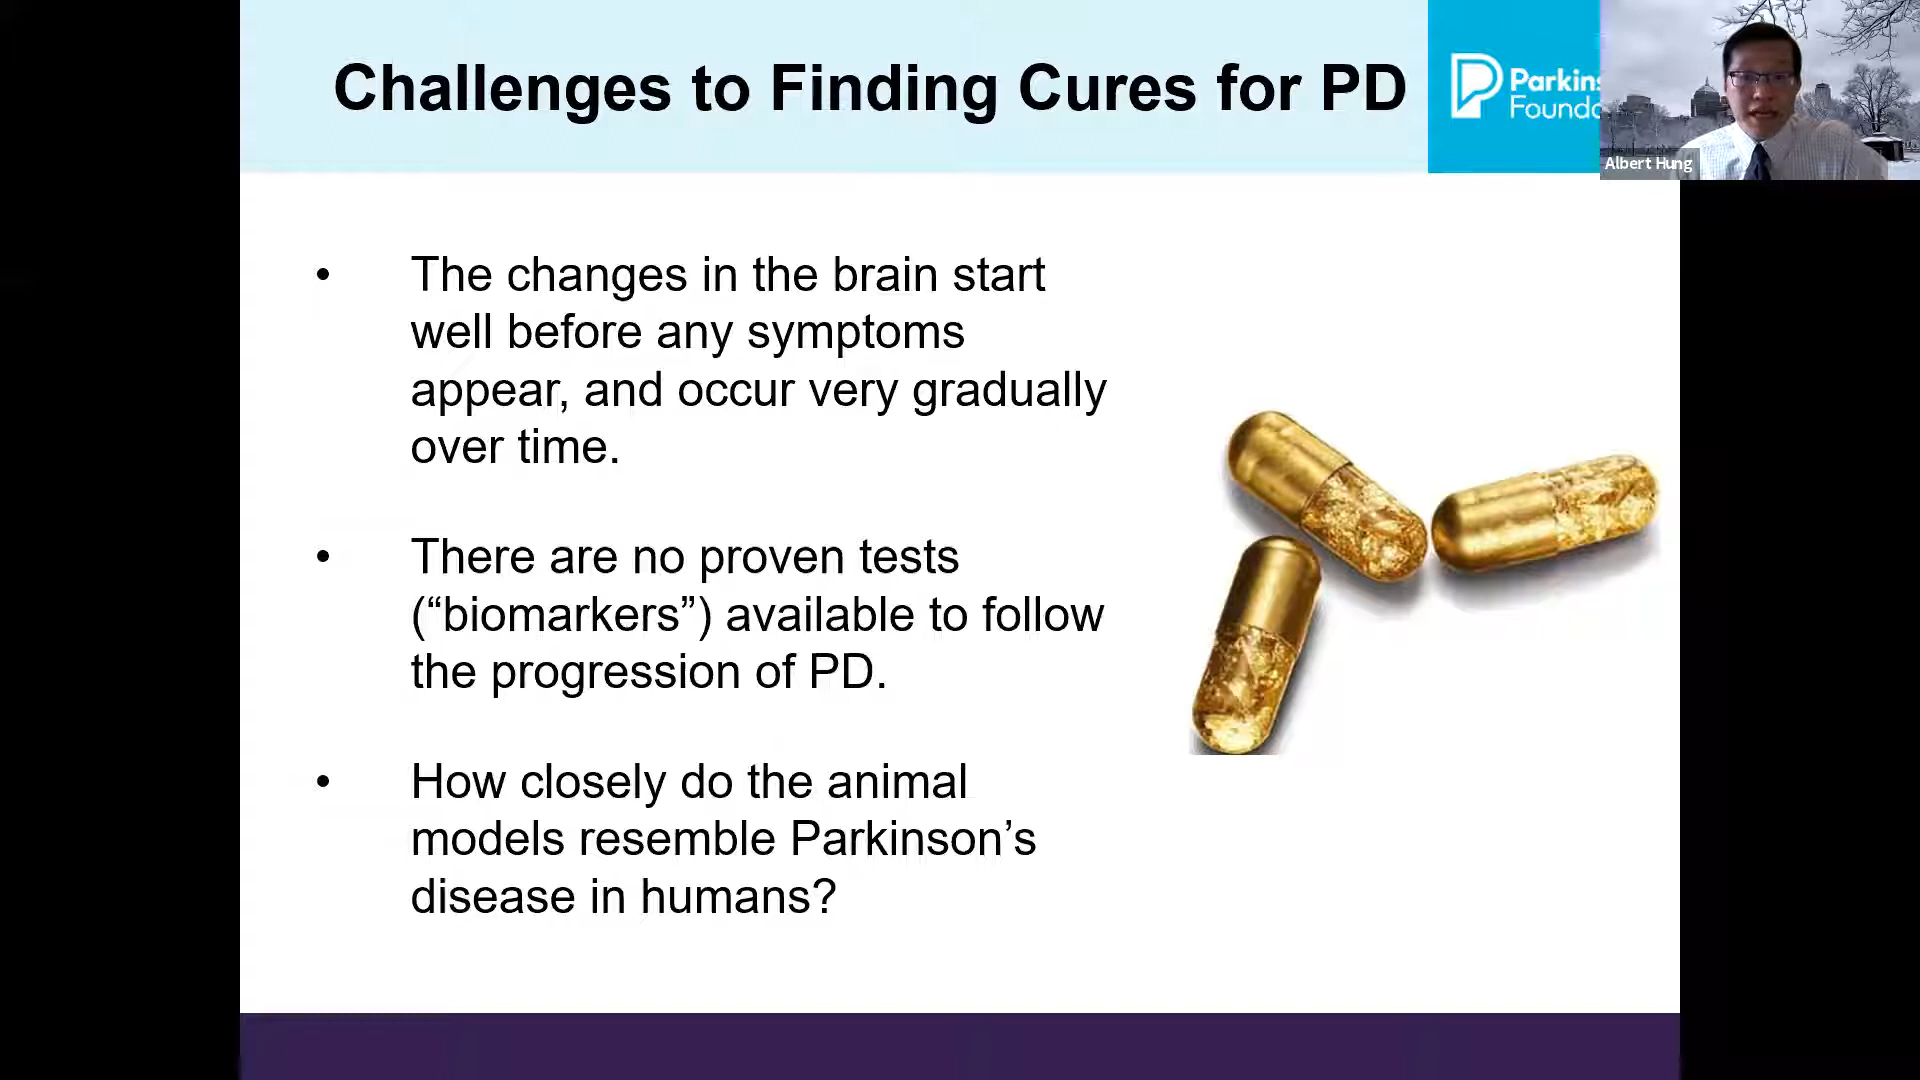 Challenges to Finding Cures for PD
Parkins
Foundc
Albert Hung
• The changes in the brain start
well before any symptoms
appear, and occur very gradually
over time.
• There are no proven tests
(“biomarkers”) available to follow
the progression of PD.
• How closely do the animal
models resemble Parkinson’s
disease in humans?